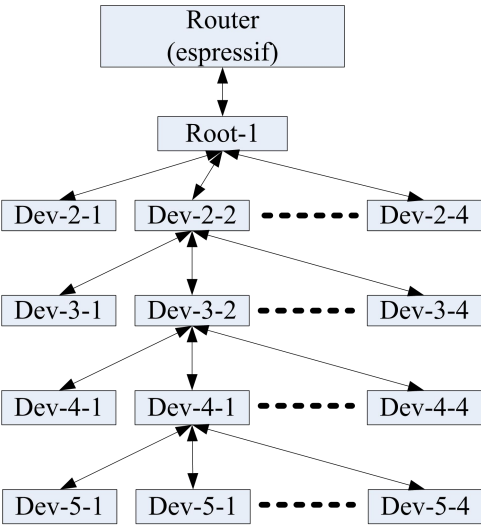 Router
(espressif)
Root-1
Dev-2-1 Dev-2-2 Dev-2-4
Dev-3-1 Dev-3-2 Dev-3-4
Dev-4-1 Dev-4-1 Dev-4-4
Dev-5-1 Dev-5-1 Dev-5-4